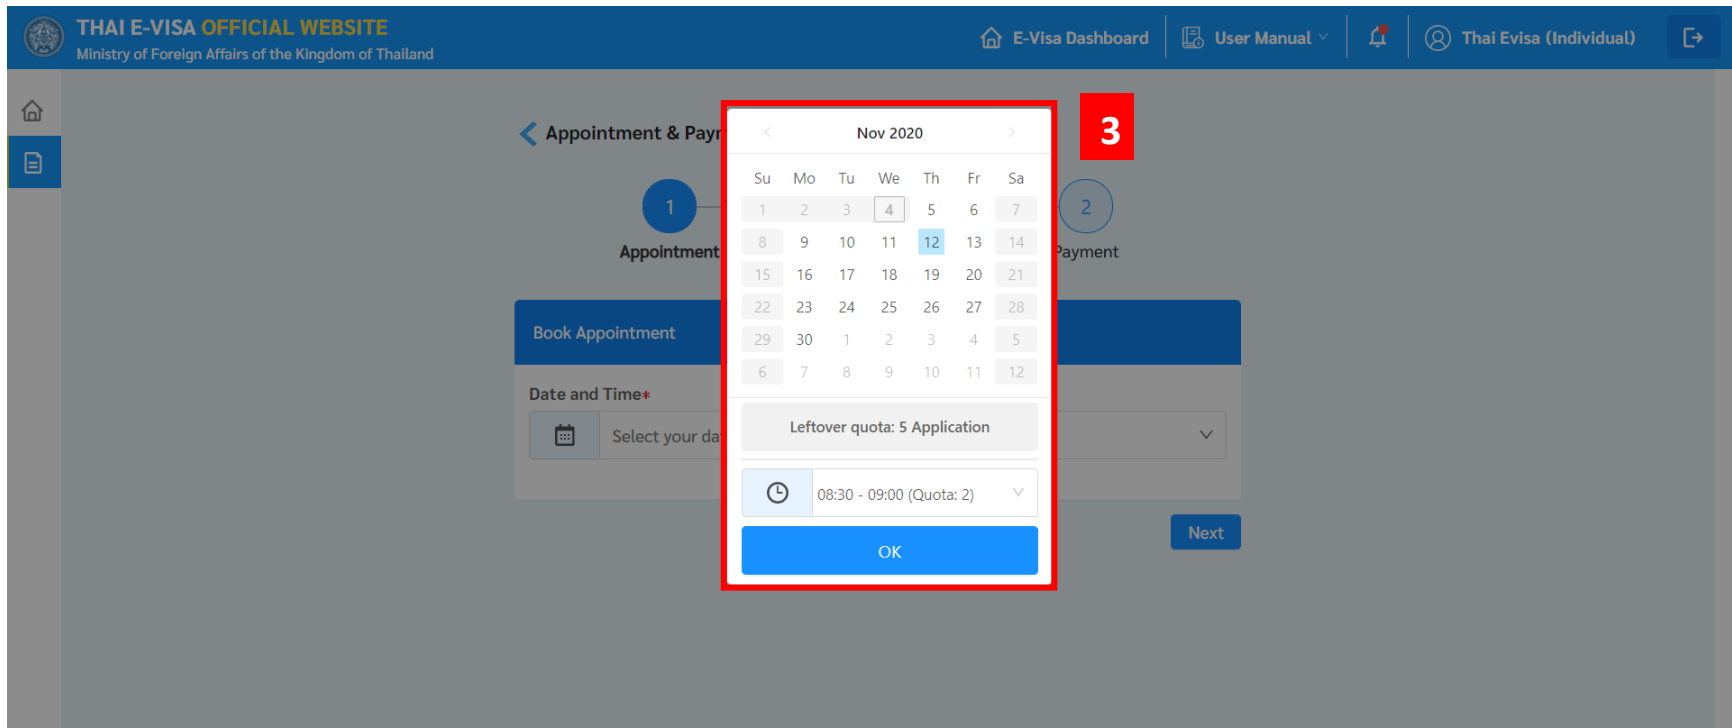 THAI E-VISA OFFICIAL WEBSITE
Ministry of Foreign Affairs of the Kingdom of Thailand
E-Visa Dashboard
User Manual
Thai Evisa (Individual)
Appointment & Payr
3
1
Appointment
2
Payment
Nov 2020
Su Mo Tu We Th Fr Sa
1 2 3 4 5 6 7
8 9 10 11 12 13 14
15 16 17 18 19 20 21
22 23 24 25 26 27 28
29 30 1 2 3 4 5
6 7 8 9 10 11 12
Leftover quota: 5 Application
08:30 - 09:00 (Quota: 2)
OK
Book Appointment
Date and Time*
Select your da
Next